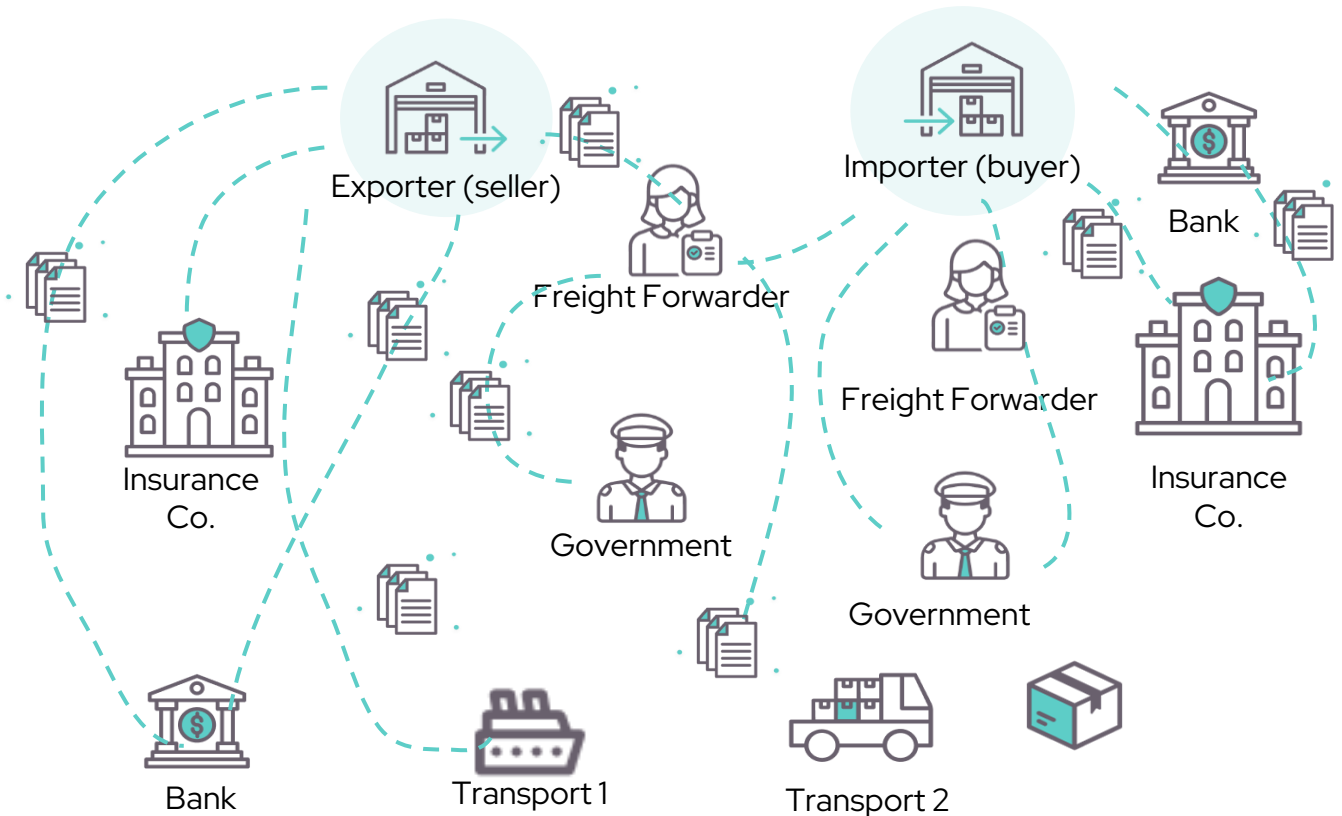 Importer (buyer)
Exporter (seller)
Bank
Freight Forwarder
Freight Forwarder
Insurance
Co.
Insurance
Co.
Government
Government
Bank
Transport 1
Transport 2